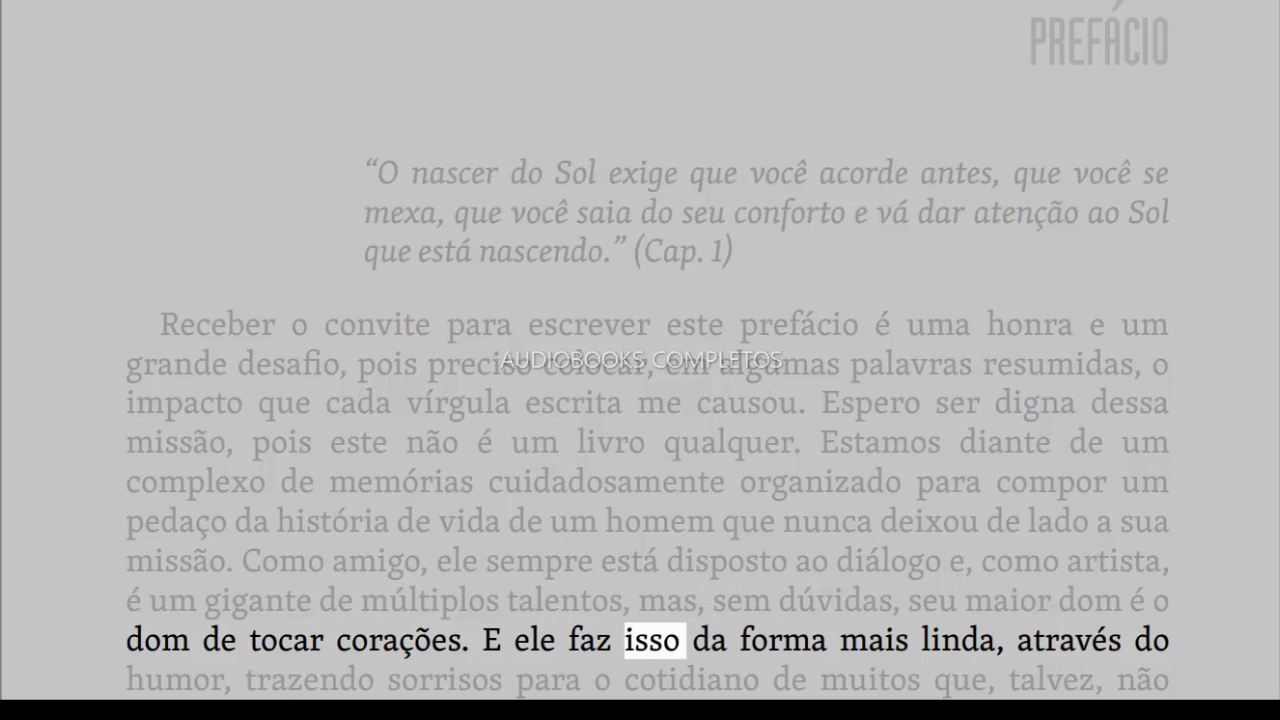 PREFÁCIO
“O nascer do Sol exige que você acorde antes, que você se
mexa, que você saia do seu conforto e vá dar atenção ao Sol
que está nascendo.” (Cap. 1)
Receber o convite para escrever este prefácio é uma honra e um
grande desafio, pois preciso colocar, em algumas palavras resumidas, o
AUDIOBOOKS COMPLETOS
impacto que cada vírgula escrita me causou. Espero ser digna dessa
missão, pois este não é um livro qualquer. Estamos diante de um
complexo de memórias cuidadosamente organizado para compor um
pedaço da história de vida de um homem que nunca deixou de lado a sua
missão. Como amigo, ele sempre está disposto ao diálogo e, como artista,
é um gigante de múltiplos talentos, mas, sem dúvidas, seu maior dom é o
dom de tocar corações. E ele faz isso da forma mais linda, através do
humor, trazendo sorrisos para o cotidiano de muitos que, talvez, não